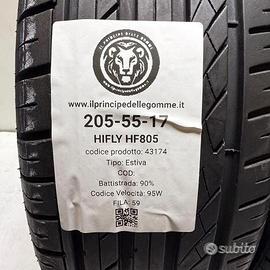 IL PRINCIPE DELLE GOMME
www.ilprincipedellegomme.it
205-55-17
HIFLY HF805
codice prodotto: 43174
Tipo: Estiva
COD:
Battistrada: 90%
Codice Velocità: 95W
FILA: 59
subito